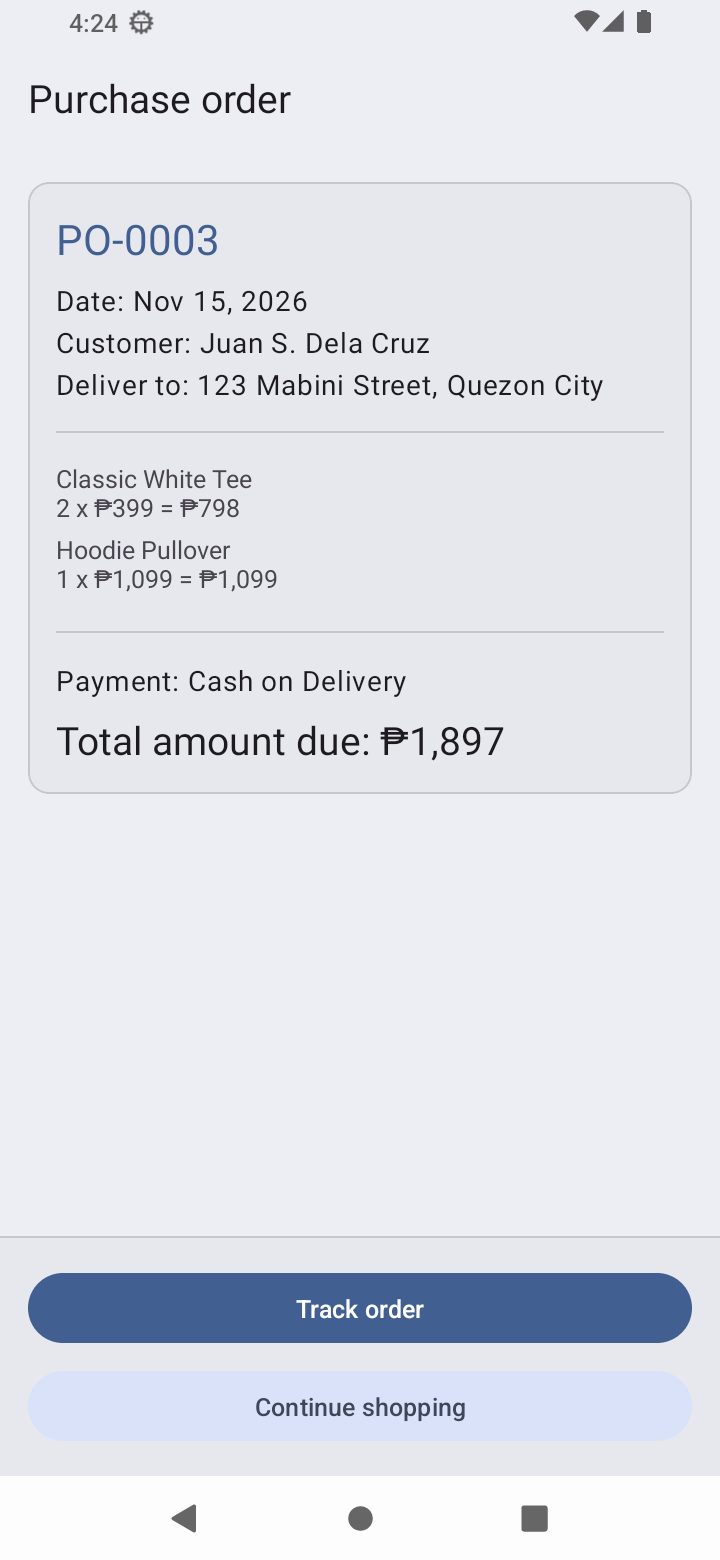 4:24
Purchase order
PO-0003
Date: Nov 15, 2026
Customer: Juan S. Dela Cruz
Deliver to: 123 Mabini Street, Quezon City
Classic White Tee
2 x ₱399 = ₱798
Hoodie Pullover
1 x ₱1,099 = ₱1,099
Payment: Cash on Delivery
Total amount due: ₱1,897
Track order
Continue shopping